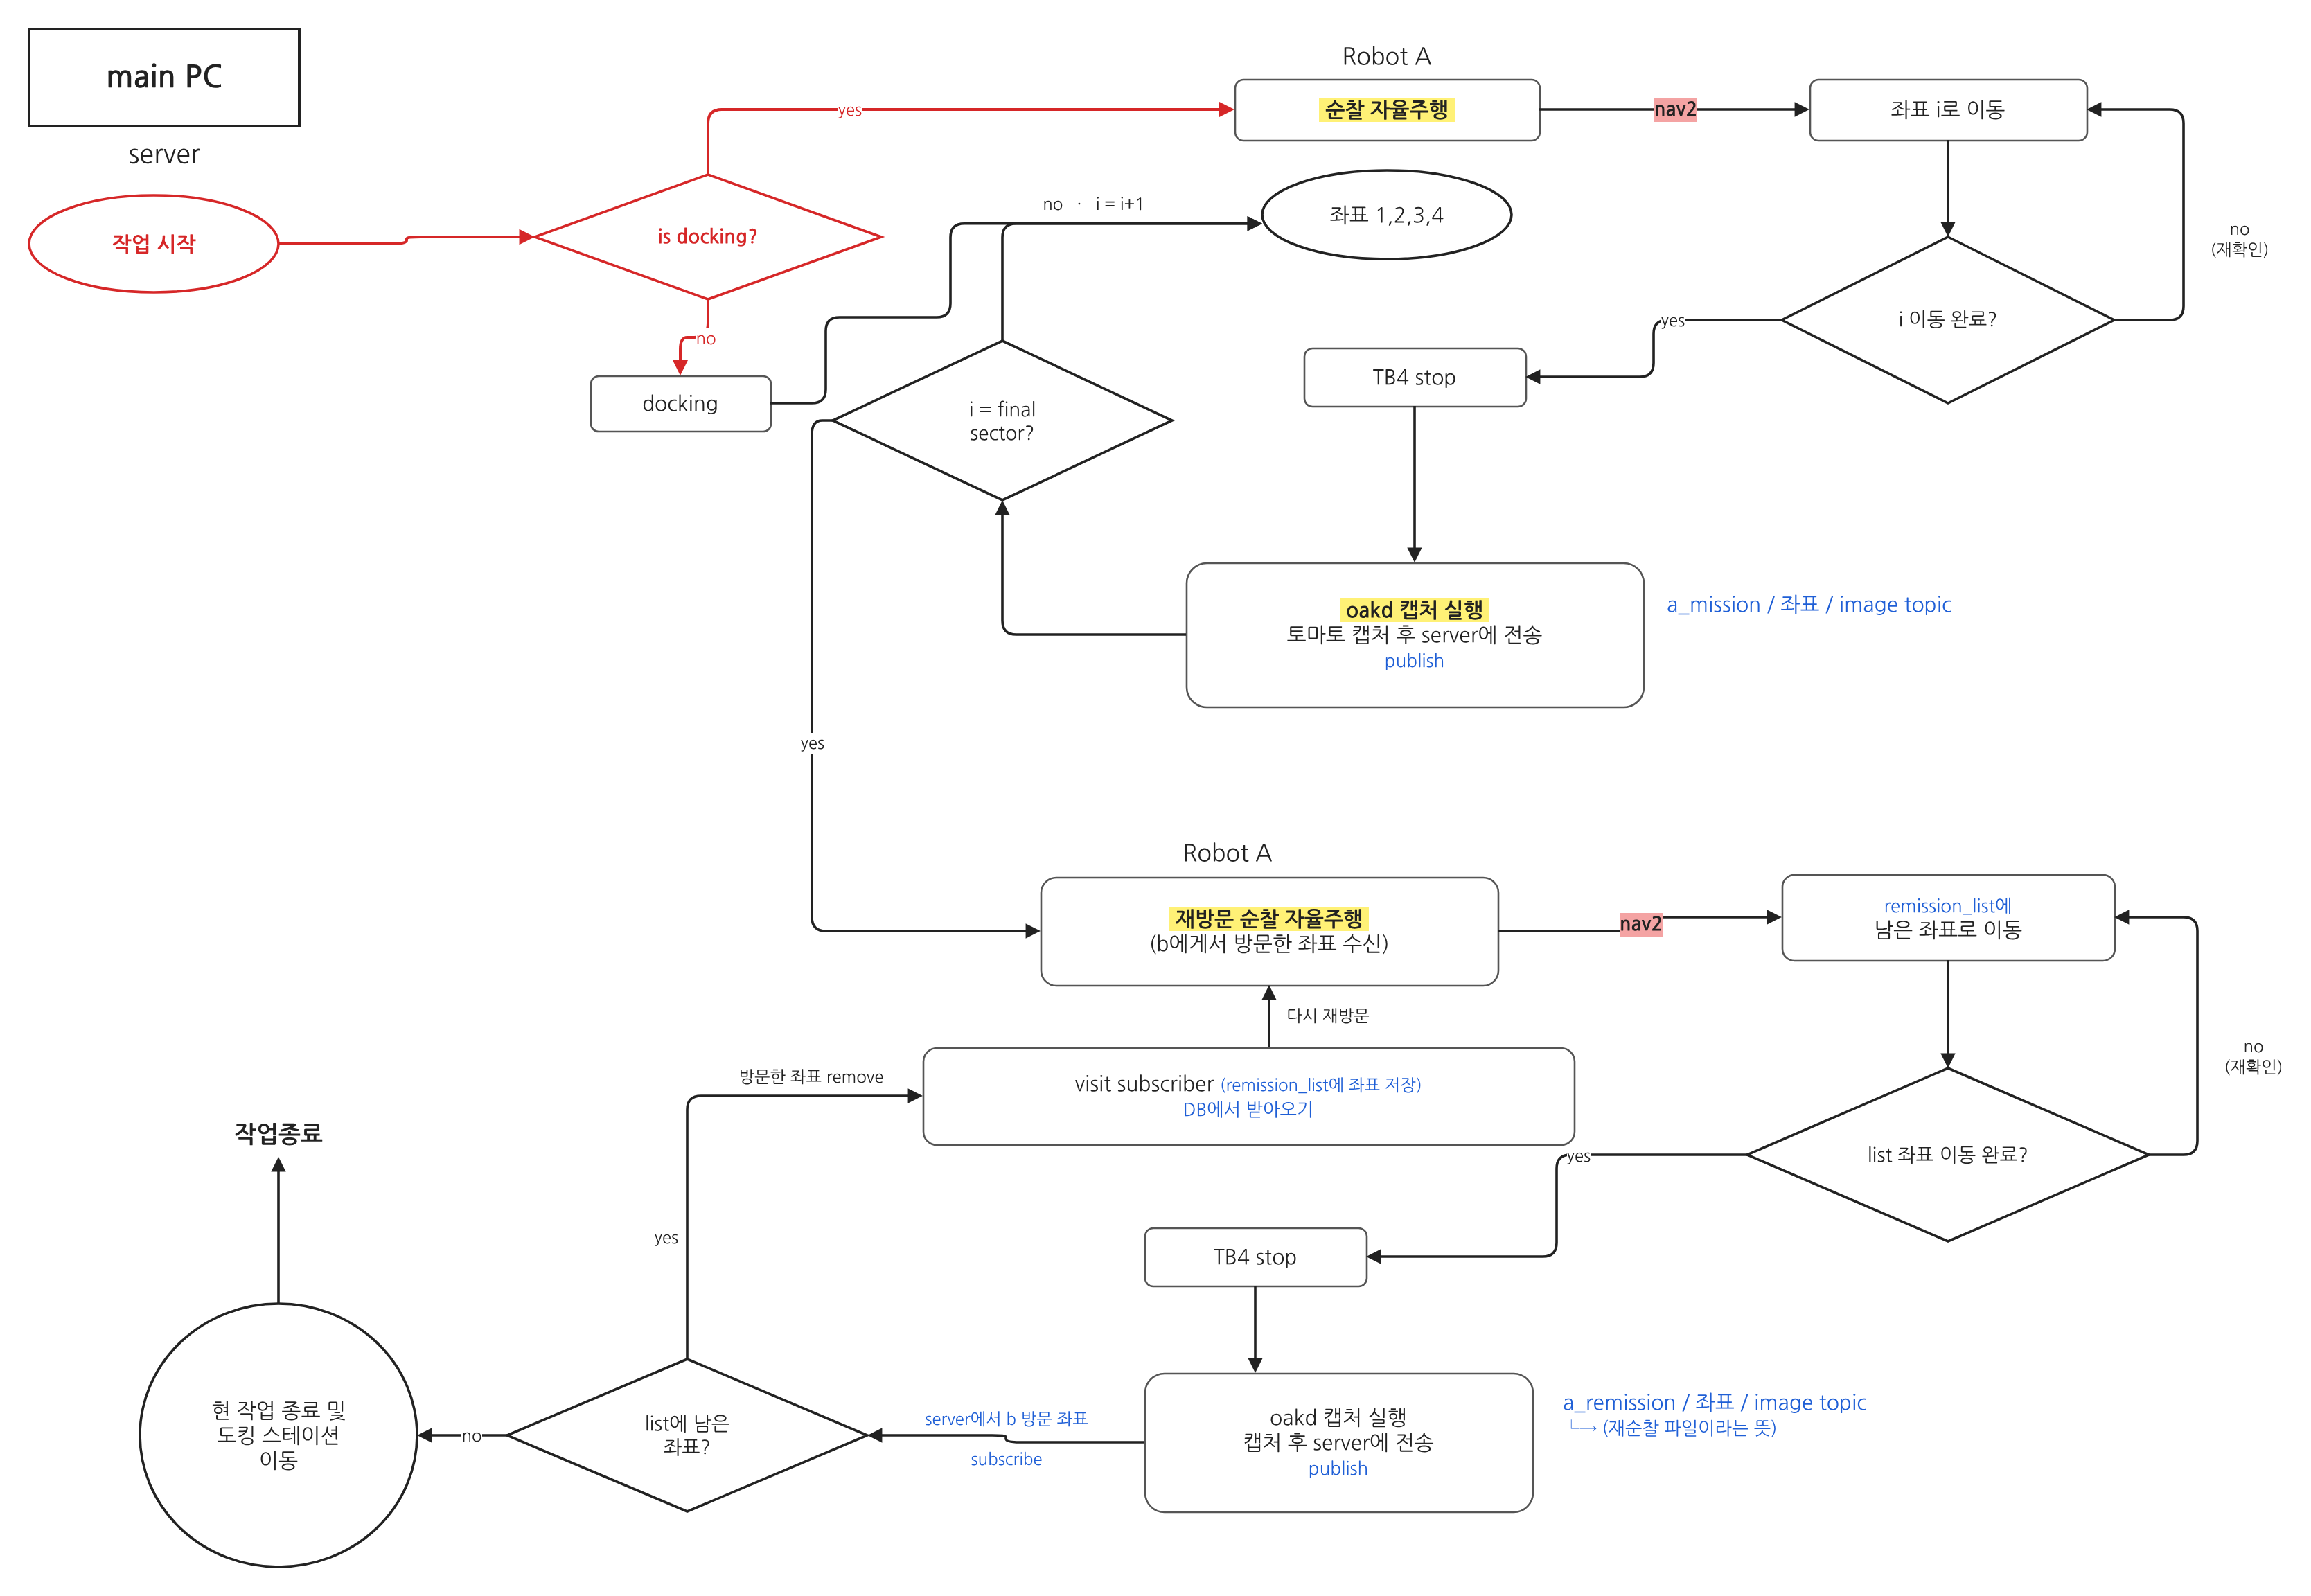 main PC
server
작업 시작
is docking?
yes
no
docking
Robot A
순찰 자율주행
nav2
좌표 i로 이동
no · i = i+1
좌표 1,2,3,4
no
(재확인)
i 이동 완료?
yes
TB4 stop
i = final
sector?
oakd 캡처 실행
토마토 캡처 후 server에 전송
publish
a_mission / 좌표 / image topic
yes
Robot A
재방문 순찰 자율주행
(b에게서 방문한 좌표 수신)
nav2
remission_list에
남은 좌표로 이동
다시 재방문
no
(재확인)
방문한 좌표 remove
visit subscriber (remission_list에 좌표 저장)
DB에서 받아오기
작업종료
list 좌표 이동 완료?
yes
yes
TB4 stop
현 작업 종료 및
도킹 스테이션
이동
no
list에 남은
좌표?
server에서 b 방문 좌표
subscribe
oakd 캡처 실행
캡처 후 server에 전송
publish
a_remission / 좌표 / image topic
(재순찰 파일이라는 뜻)